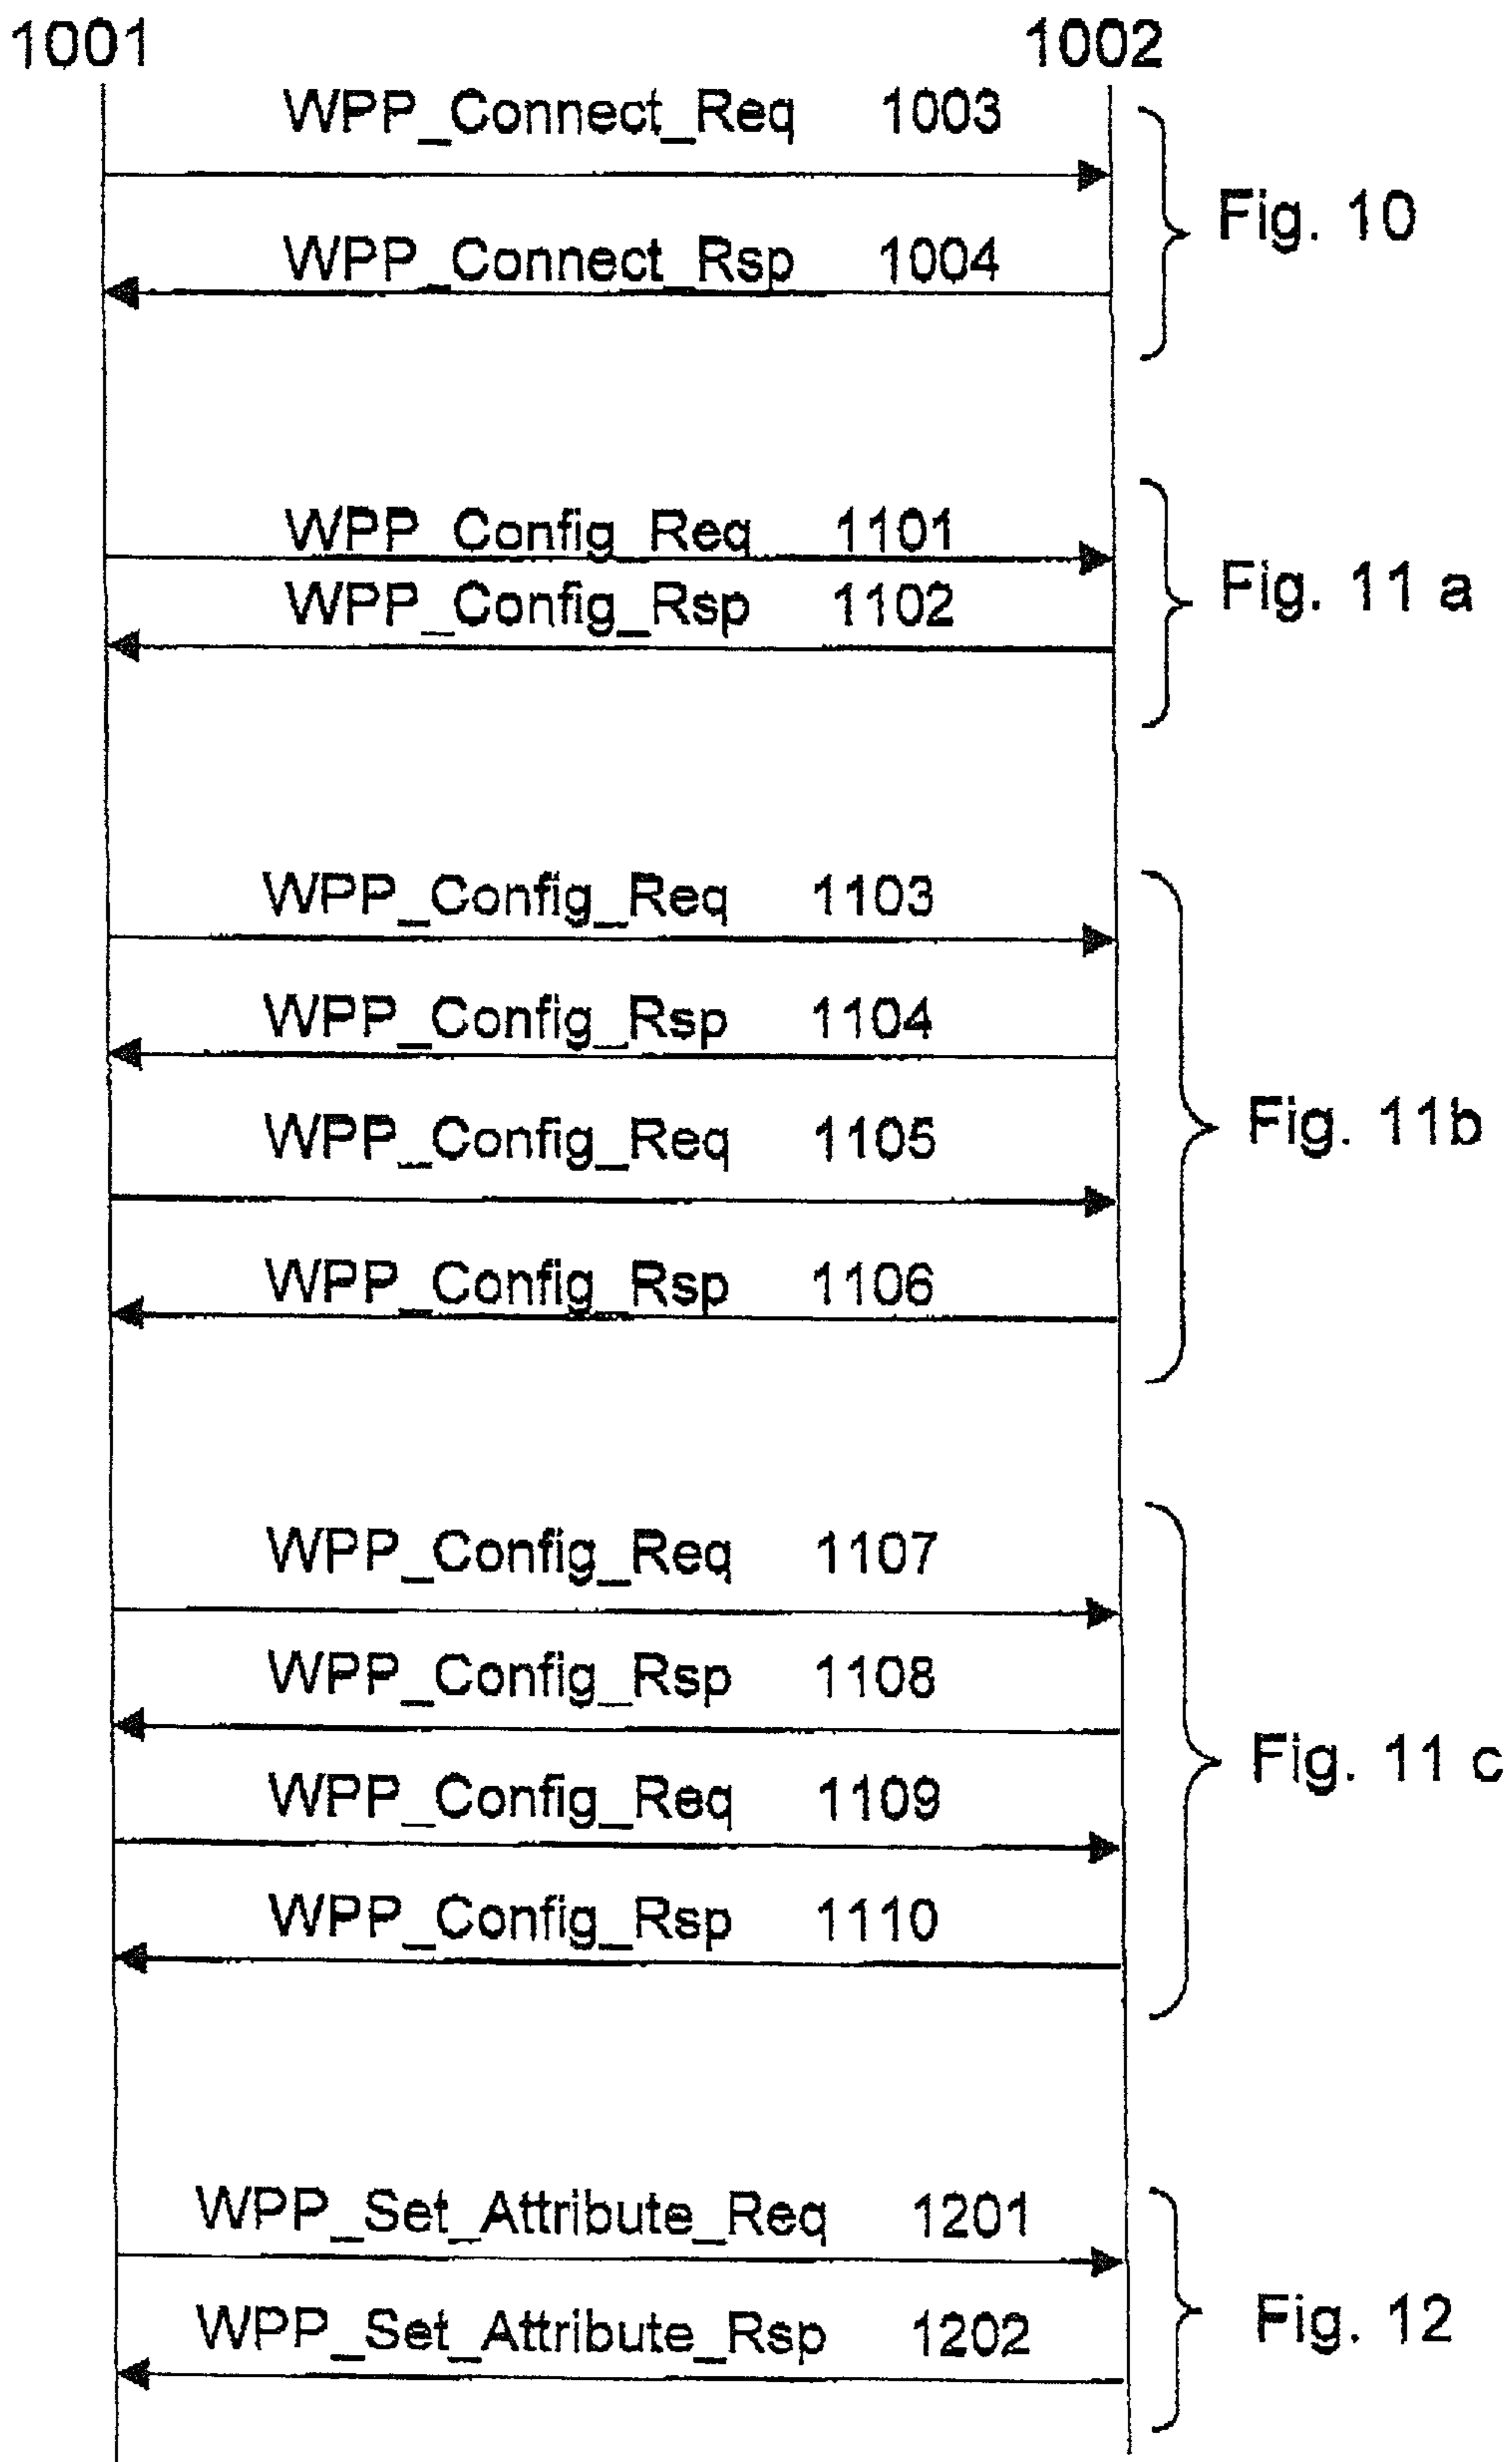 1001 1002
WPP_Connect_Req 1003
WPP_Connect_Rsp 1004
Fig. 10
WPP_Config_Req 1101
WPP_Config_Rsp 1102
Fig. 11 a
WPP_Config_Req 1103
WPP_Config_Rsp 1104
WPP_Config_Req 1105
WPP_Config_Rsp 1106
Fig. 11b
WPP_Config_Req 1107
WPP_Config_Rsp 1108
WPP_Config_Req 1109
WPP_Config_Rsp 1110
Fig. 11 c
WPP_Set_Attribute_Req 1201
WPP_Set_Attribute_Rsp 1202
Fig. 12